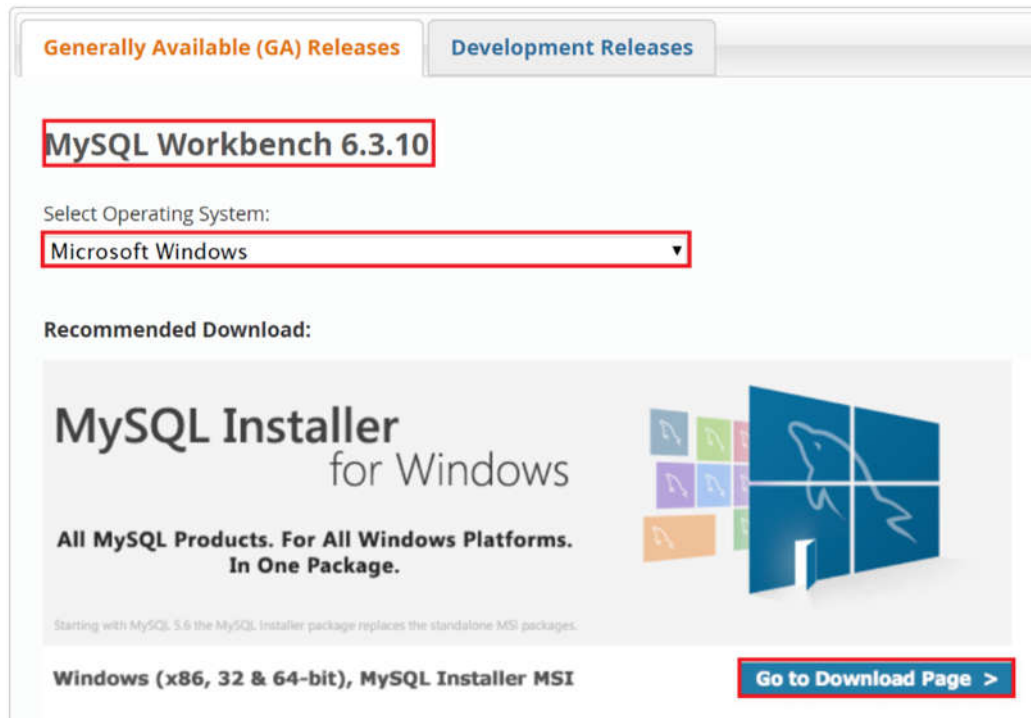 Generally Available (GA) Releases
Development Releases
MySQL Workbench 6.3.10
Select Operating System:
Microsoft Windows
Recommended Download:
MySQL Installer
for Windows
All MySQL Products. For All Windows Platforms.
In One Package.
Starting with MySQL 5.6 the MySQL Installer package replaces the standalone MSI packages.
Windows (x86, 32 & 64-bit), MySQL Installer MSI
Go to Download Page >